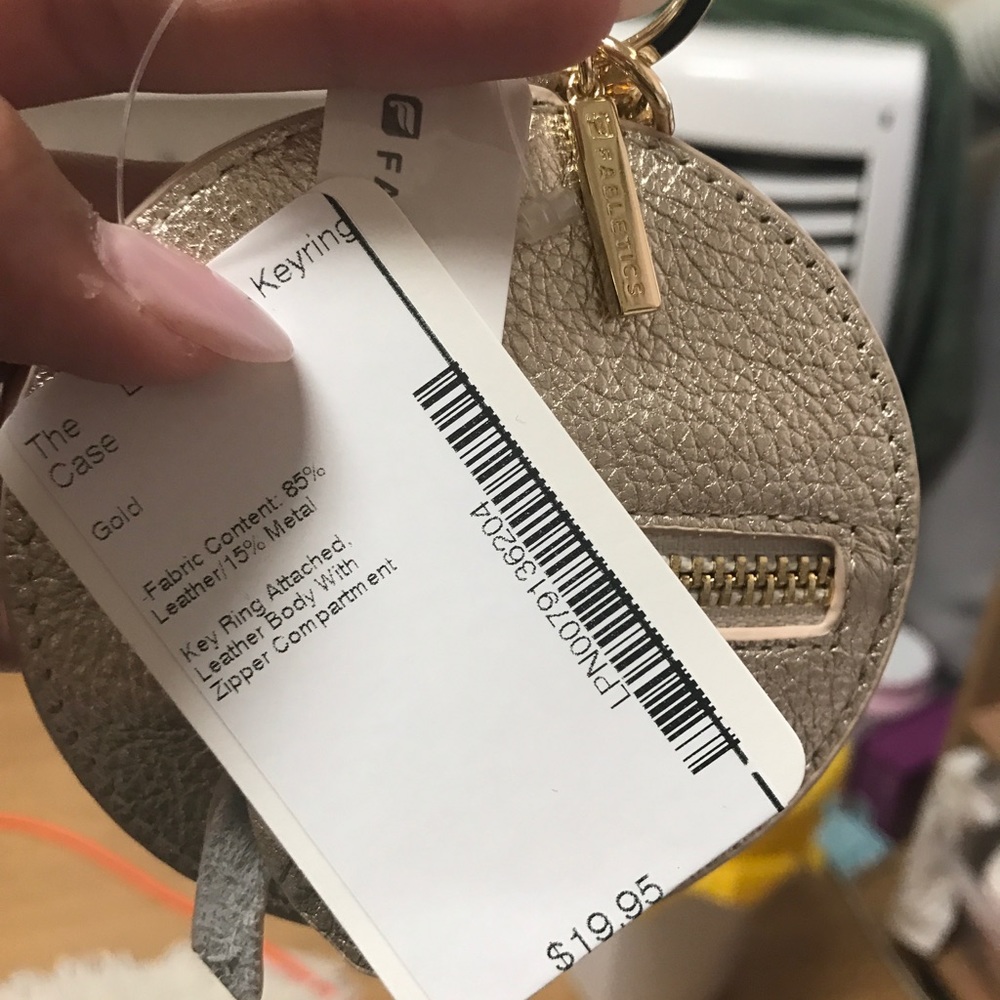 FABLETICS
Keyring
The
Case
Gold
Fabric Content: 85%
Leather/15% Metal
Key Ring Attached,
Leather Body With
Zipper Compartment
LPN0079136204
$19.95